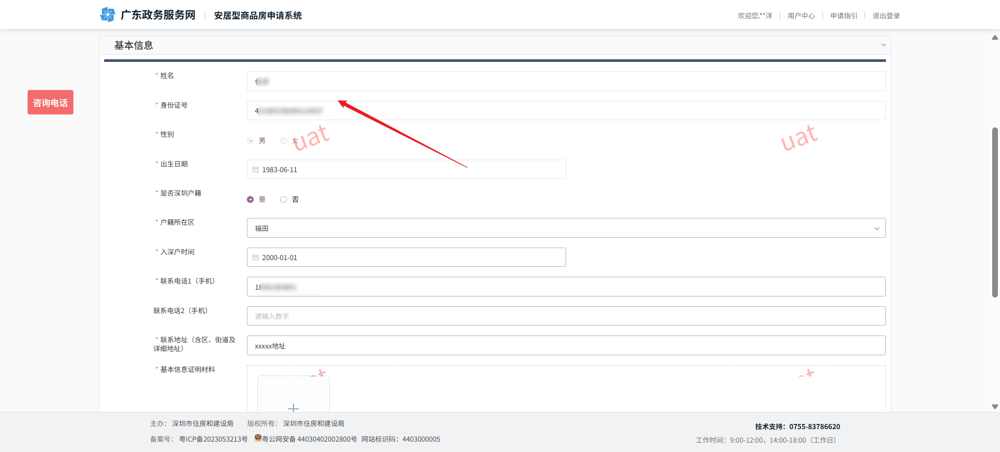 广东政务服务网 安居型商品房申请系统
欢迎您,**洋 用户中心 申请指引 退出登录
基本信息
咨询电话
* 姓名
* 身份证号 4
* 性别 男 女
uat uat
* 出生日期 1983-06-11
* 是否深圳户籍 是 否
* 户籍所在区 福田
* 入深户时间 2000-01-01
* 联系电话1（手机） 18
联系电话2（手机） 请输入数字
* 联系地址（含区、街道及
详细地址） xxxxx地址
* 基本信息证明材料
主办： 深圳市住房和建设局 版权所有： 深圳市住房和建设局
技术支持：0755-83786620
备案号： 粤ICP备2023053213号 粤公网安备 44030402002800号 网站标识码：4403000005
工作时间：9:00-12:00，14:00-18:00（工作日）